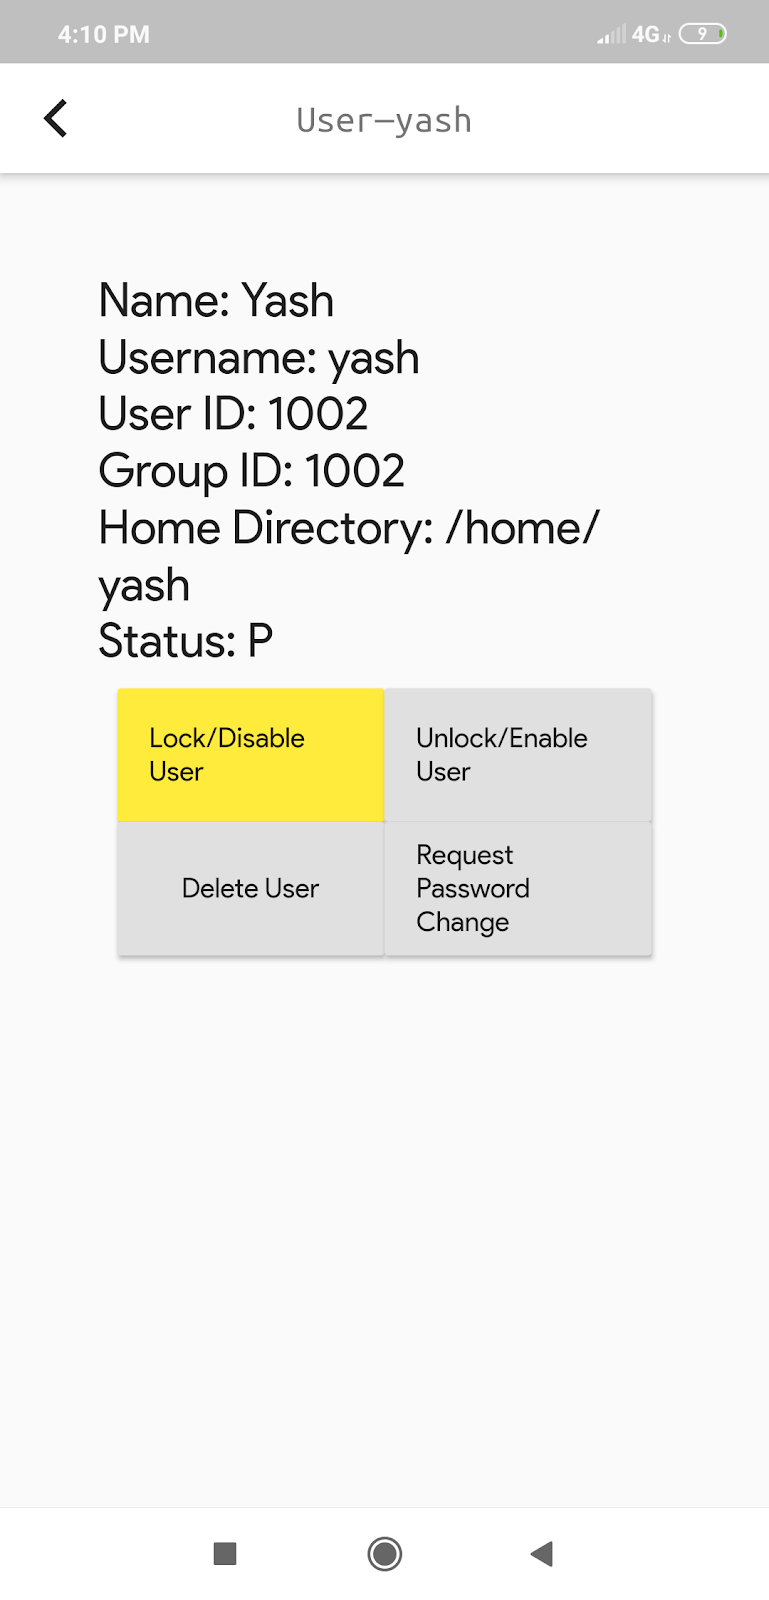 4:10 PM
4G 9
User—yash
Name: Yash
Username: yash
User ID: 1002
Group ID: 1002
Home Directory: /home/
yash
Status: P
Lock/Disable
User
Unlock/Enable
User
Delete User
Request
Password
Change